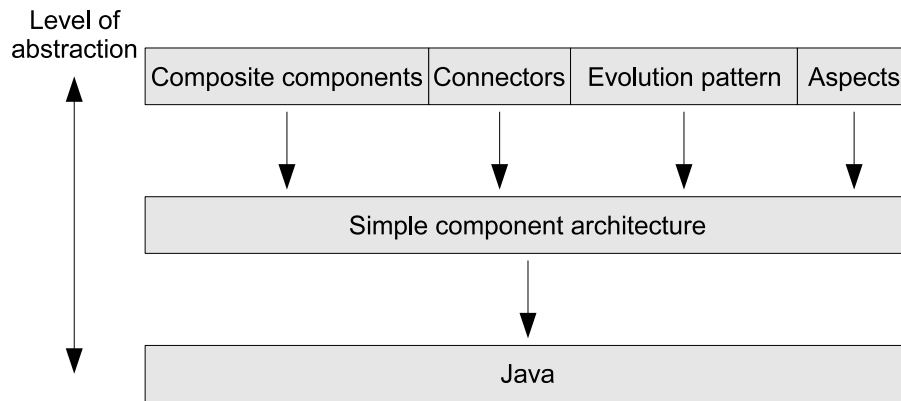 Level of
abstraction
Composite components Connectors Evolution pattern Aspects
Simple component architecture
Java